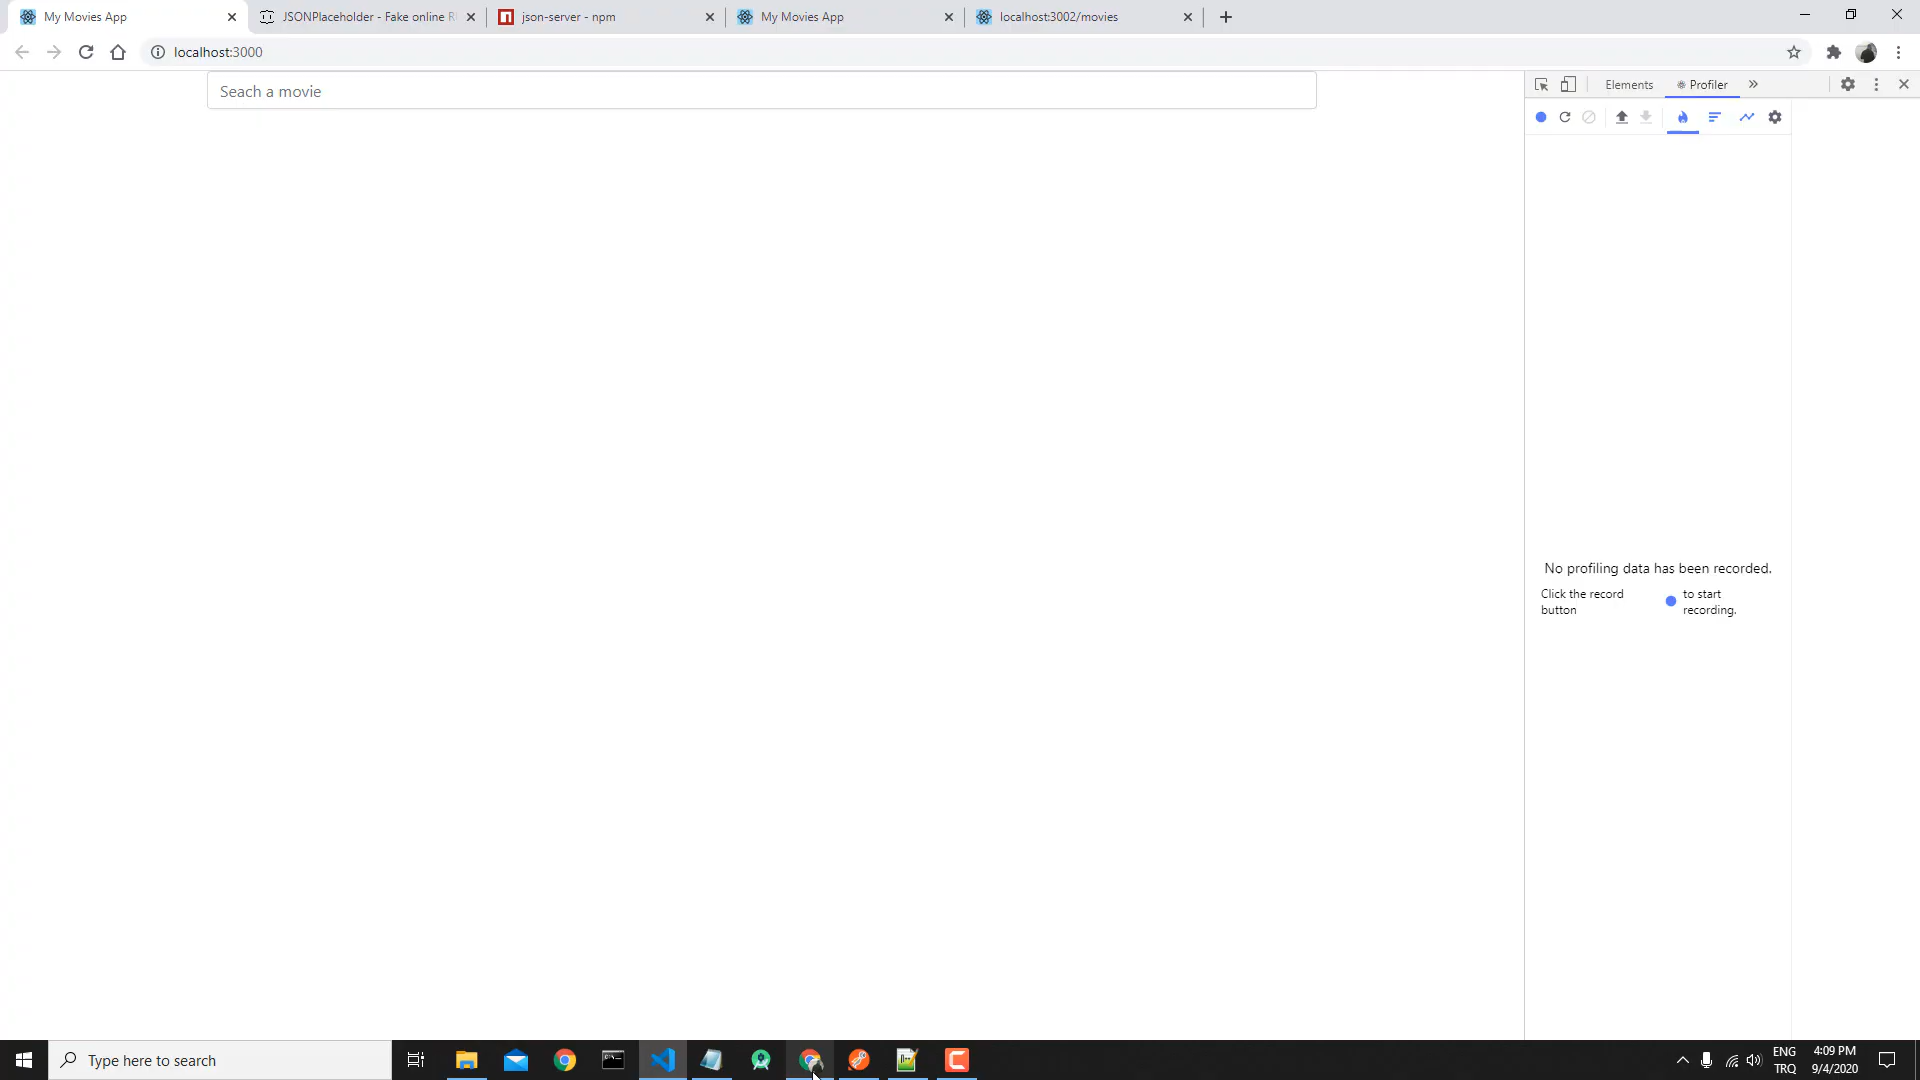 My Movies App
JSONPlaceholder - Fake online R
json-server - npm
My Movies App
localhost:3002/movies
localhost:3000
Seach a movie
Elements
Profiler
No profiling data has been recorded.
Click the record button
to start recording.
Type here to search
ENG
TRQ
4:09 PM
9/4/2020